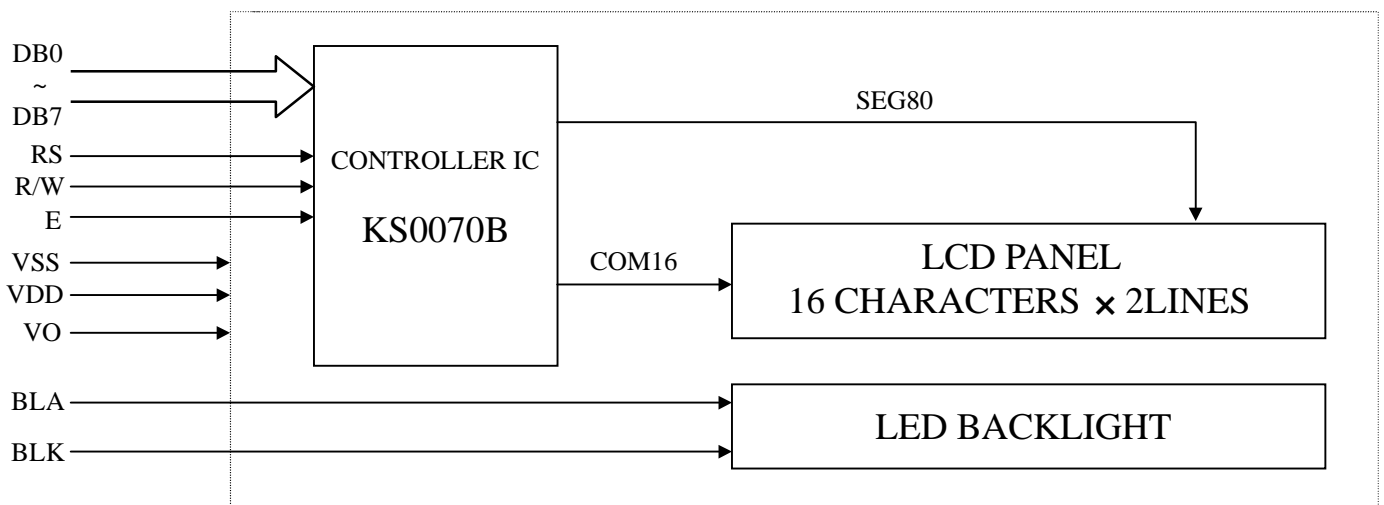 DB0
~
DB7
RS
R/W
E
VSS
VDD
VO
BLA
BLK
CONTROLLER IC
KS0070B
SEG80
COM16
LCD PANEL
16 CHARACTERS × 2LINES
LED BACKLIGHT